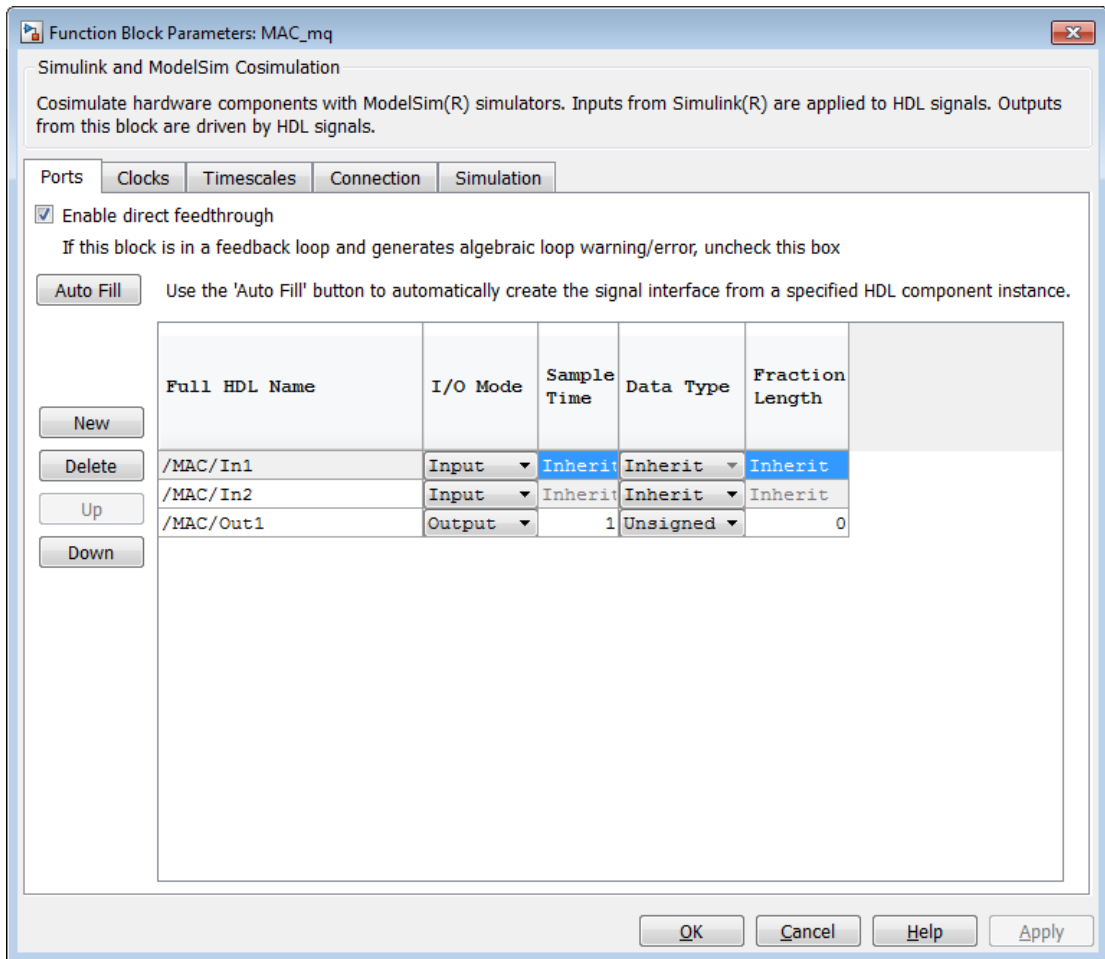 Function Block Parameters: MAC_mq
Simulink and ModelSim Cosimulation
Cosimulate hardware components with ModelSim(R) simulators. Inputs from Simulink(R) are applied to HDL signals. Outputs
from this block are driven by HDL signals.
Ports Clocks Timescales Connection Simulation
Enable direct feedthrough
If this block is in a feedback loop and generates algebraic loop warning/error, uncheck this box
Auto Fill Use the 'Auto Fill' button to automatically create the signal interface from a specified HDL component instance.
Full HDL Name I/O Mode Sample Time Data Type Fraction Length
New
Delete /MAC/In1 Input Inherit Inherit Inherit
/MAC/In2 Input Inherit Inherit Inherit
Up
/MAC/Out1 Output 1 Unsigned 0
Down
OK Cancel Help Apply